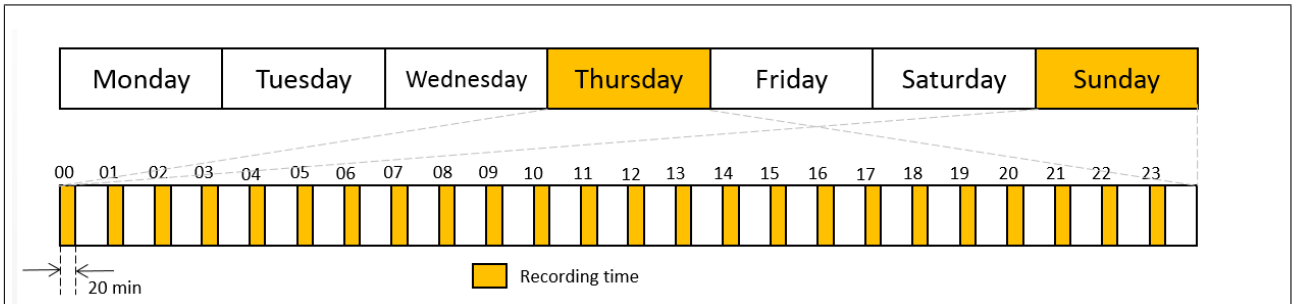 Monday Tuesday Wednesday Thursday Friday Saturday Sunday
00 01 02 03 04 05 06 07 08 09 10 11 12 13 14 15 16 17 18 19 20 21 22 23
20 min
Recording time